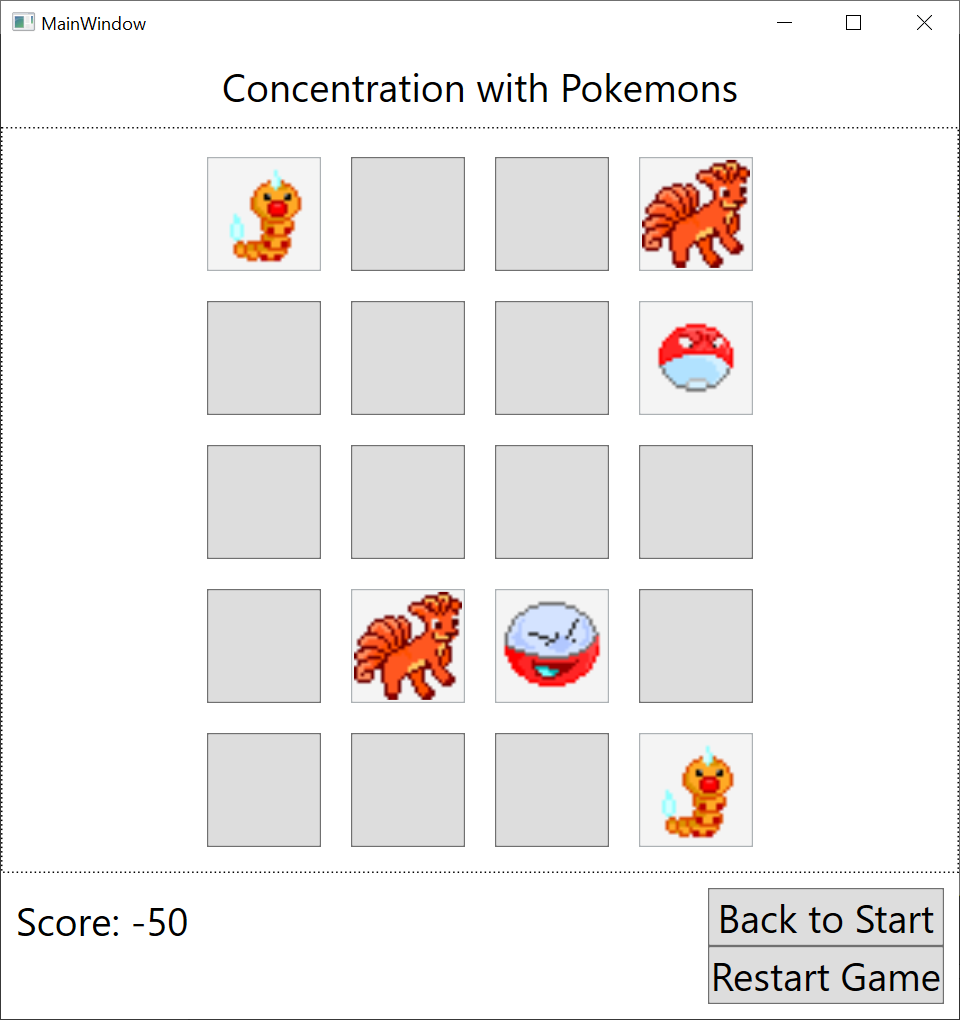 MainWindow
Concentration with Pokemons
Score: -50
Back to Start
Restart Game